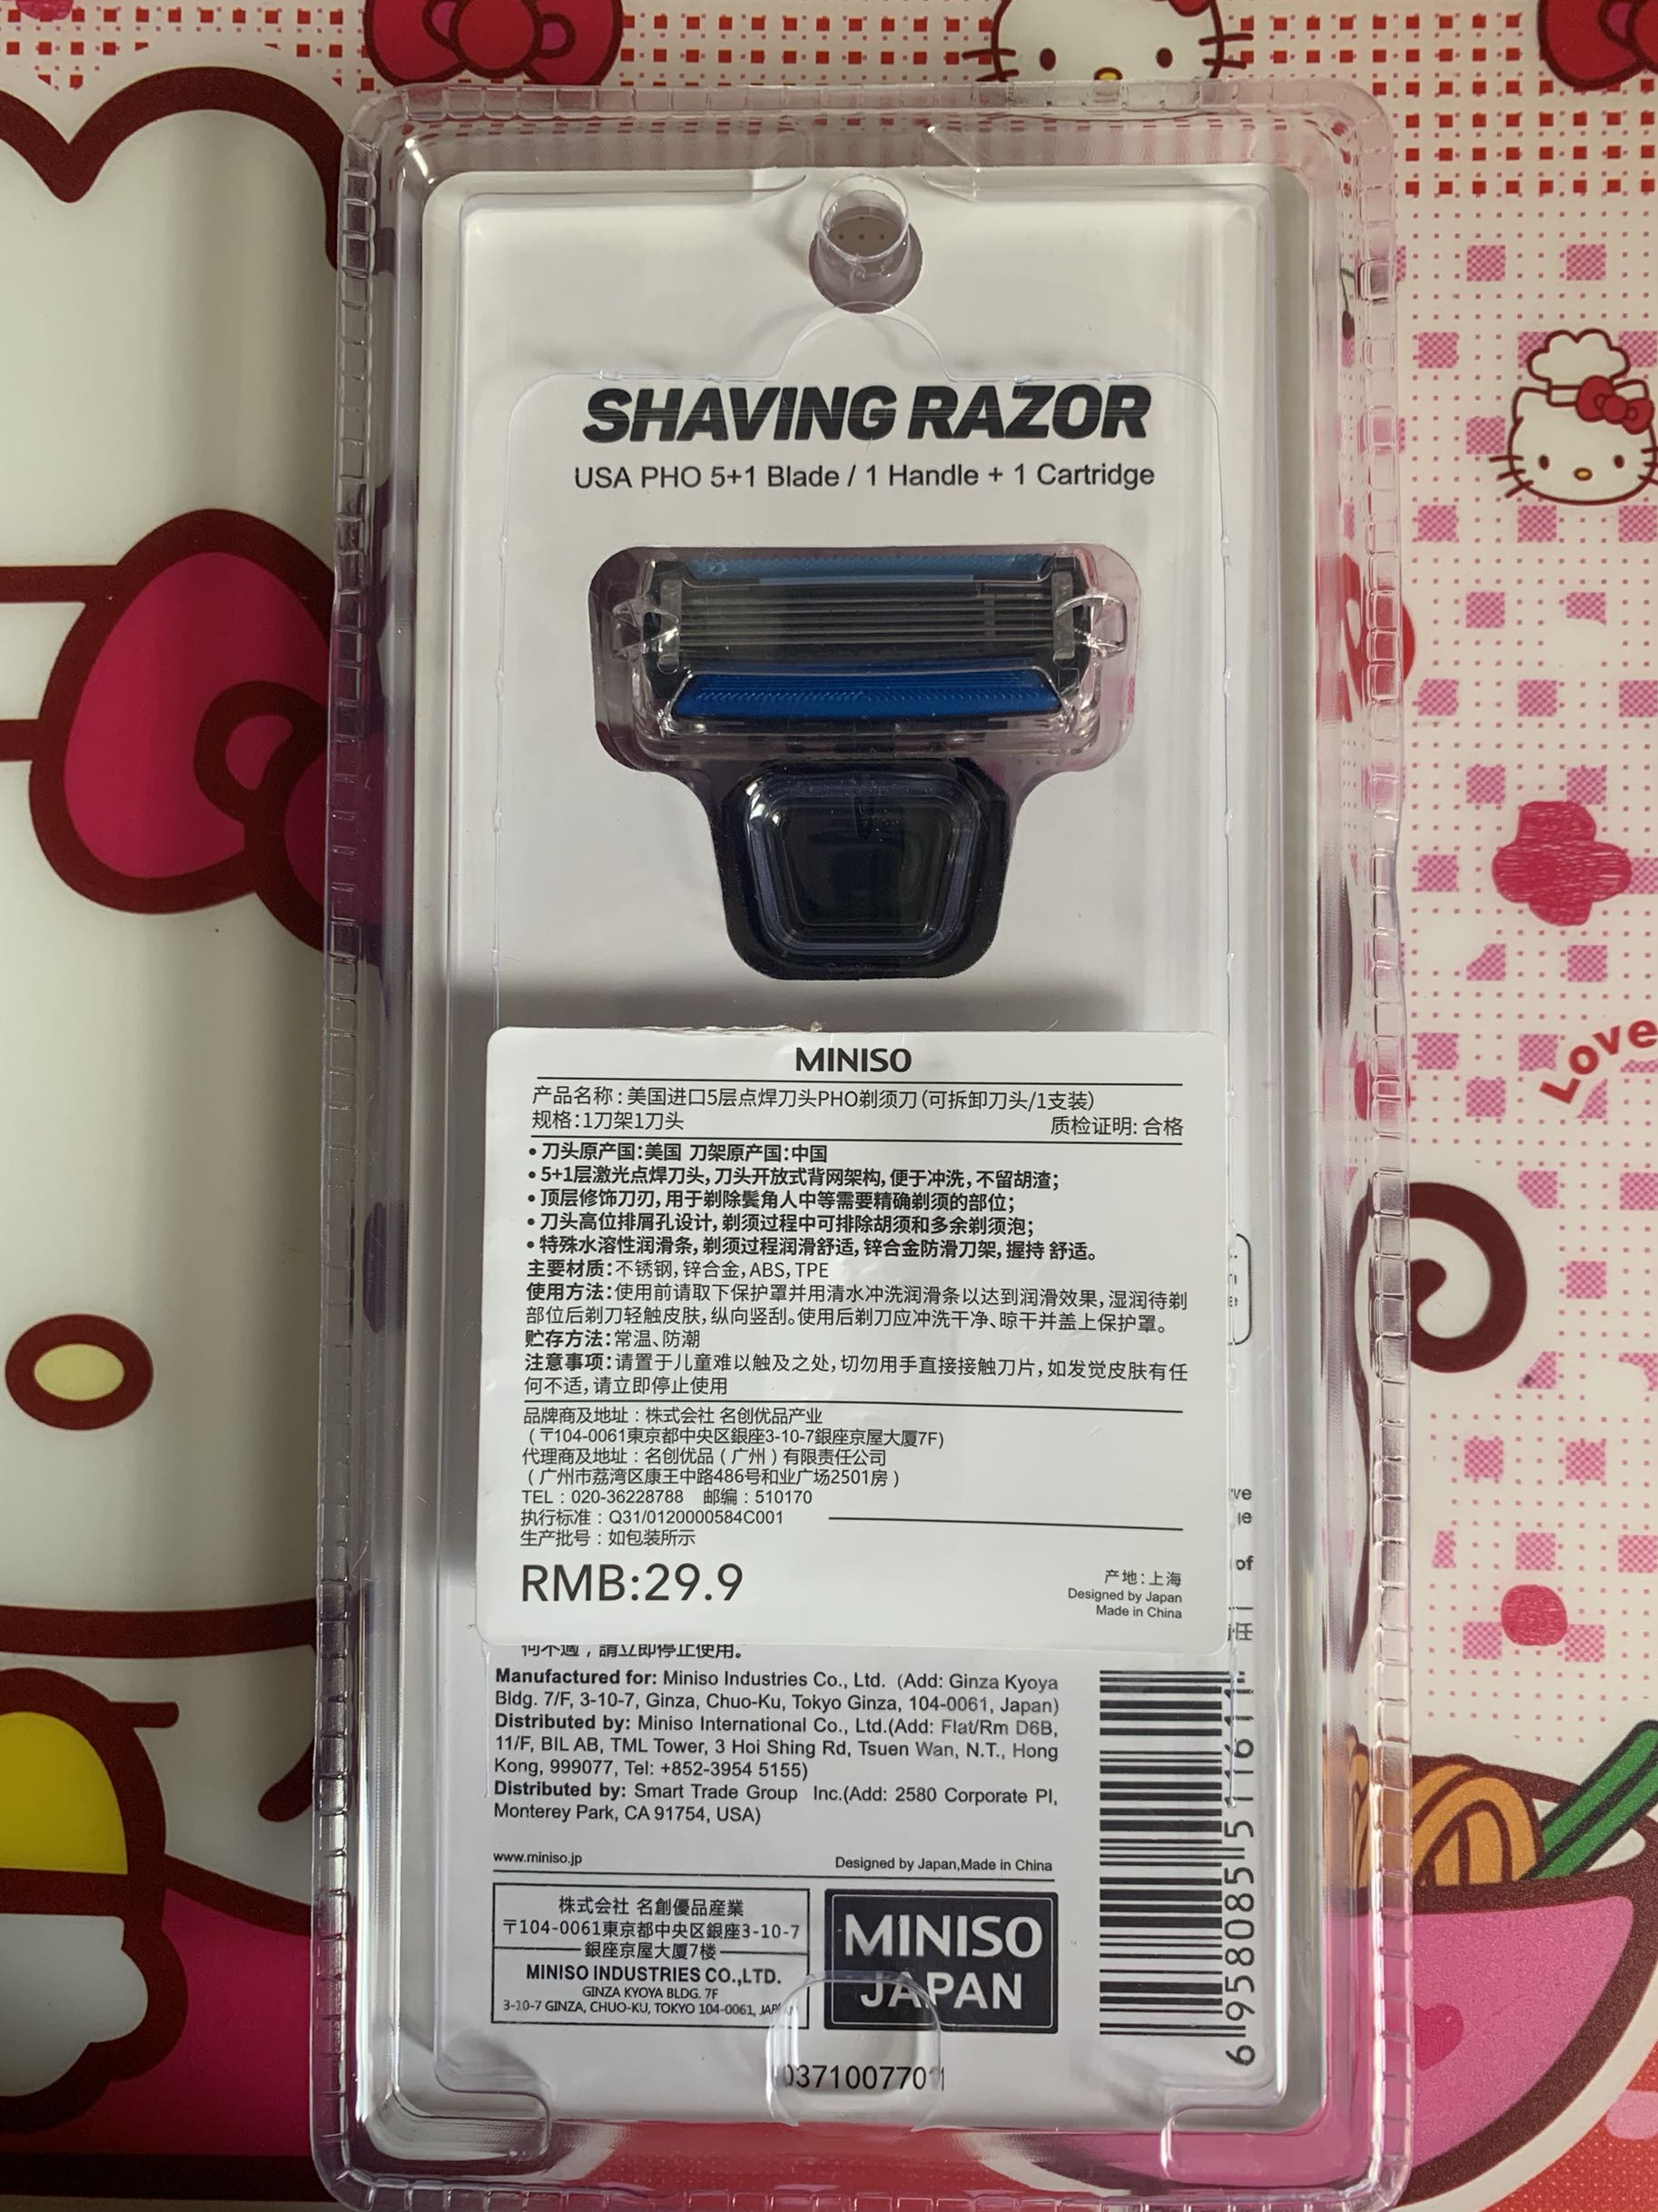 SHAVING RAZOR
USA PHO 5+1 Blade / 1 Handle + 1 Cartridge
MINISO
产品名称:美国进口5层点焊刀头PHO剃须刀(可拆卸刀头/1支装)
规格:1刀架1刀头 质检证明:合格
• 刀头原产国:美国 刀架原产国:中国
• 5+1层激光点焊刀头,刀头开放式背网架构,便于冲洗,不留胡渣;
• 顶层修饰刀刃,用于剃除鬓角人中等需要精确剃须的部位;
• 刀头高位排屑孔设计,剃须过程中可排除胡须和多余剃须泡;
• 特殊水溶性润滑条,剃须过程润滑舒适,锌合金防滑刀架,握持 舒适。
主要材质:不锈钢,锌合金,ABS,TPE
使用方法:使用前请取下保护罩并用清水冲洗润滑条以达到润滑效果,湿润待剃
部位后剃刀轻触皮肤,纵向竖刮。使用后剃刀应冲洗干净、晾干并盖上保护罩。
贮存方法:常温、防潮
注意事项:请置于儿童难以触及之处,切勿用手直接接触刀片,如发觉皮肤有任
何不适,请立即停止使用
品牌商及地址:株式会社 名创优品产业
(〒104-0061東京都中央区銀座3-10-7銀座京屋大厦7F)
代理商及地址:名创优品(广州)有限责任公司
(广州市荔湾区康王中路486号和业广场2501房)
TEL:020-36228788 邮编:510170
执行标准:Q31/0120000584C001
生产批号:如包装所示
RMB:29.9
产地:上海
Designed by Japan
Made in China
ve
of
任
何不適,請立即停止使用。
Manufactured for: Miniso Industries Co., Ltd. (Add: Ginza Kyoya
Bldg. 7/F, 3-10-7, Ginza, Chuo-Ku, Tokyo Ginza, 104-0061, Japan)
Distributed by: Miniso International Co., Ltd.(Add: Flat/Rm D6B,
11/F, BIL AB, TML Tower, 3 Hoi Shing Rd, Tsuen Wan, N.T., Hong
Kong, 999077, Tel: +852-3954 5155)
Distributed by: Smart Trade Group Inc.(Add: 2580 Corporate Pl,
Monterey Park, CA 91754, USA)
www.miniso.jp Designed by Japan,Made in China
株式会社 名創優品産業
〒104-0061東京都中央区銀座3-10-7
銀座京屋大厦7楼
MINISO INDUSTRIES CO.,LTD.
GINZA KYOYA BLDG. 7F
3-10-7 GINZA, CHUO-KU, TOKYO 104-0061, JAPAN
MINISO
JAPAN
6958085511611
0371007701
Love